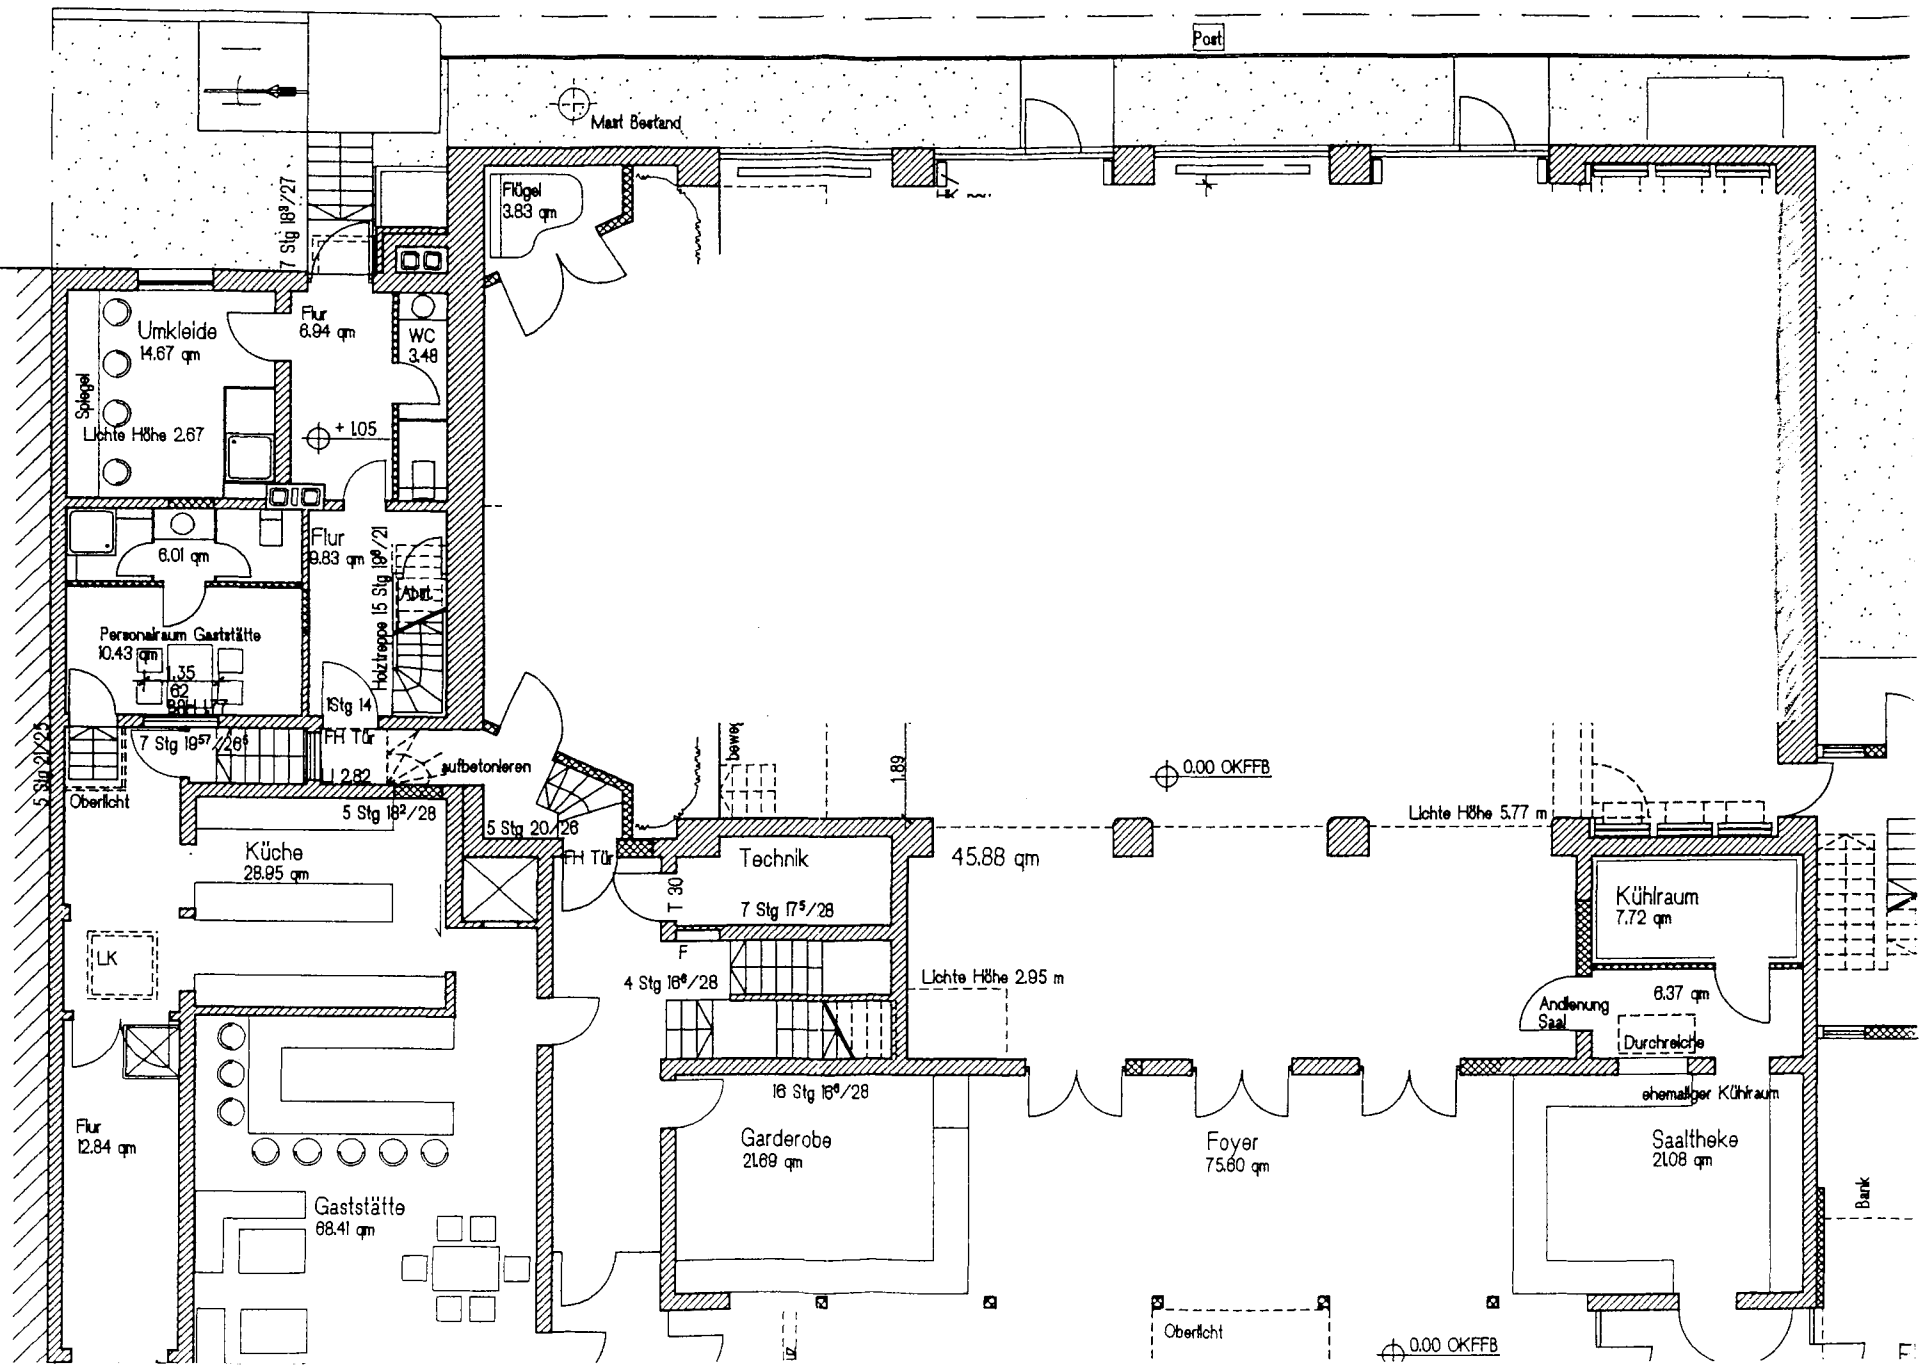 Post
Mast Bestand
Flügel
3.83 qm
7 Stg 18³/27
Flur
6.94 qm
Umkleide
14.67 qm
WC
3.48
Spiegel
Lichte Höhe 2.67
+ 1.05
Flur
9.83 qm
6.01 qm
Holztreppe 15 Stg 19⁶/21
Abst.
Personalraum Gaststätte
10.43 qm
1.35
62
BRH 1.77
1Stg 14
FH Tür
7 Stg 18⁵⁷/26⁵
5 Stg 21/25
2.82
aufbetonieren
Oberlicht
5 Stg 18²/28
5 Stg 20/26
FH Tür
1.89
0.00 OKFFB
Lichte Höhe 5.77 m
Küche
28.95 qm
Technik
45.88 qm
T 30
7 Stg 17⁵/28
Kühlraum
7.72 qm
LK
F
4 Stg 16⁶/28
Lichte Höhe 2.95 m
6.37 qm
Andienung
Saal
Durchreiche
16 Stg 16⁶/28
ehemaliger Kühlraum
Flur
12.84 qm
Garderobe
21.69 qm
Foyer
75.60 qm
Saaltheke
21.08 qm
Bank
Gaststätte
68.41 qm
Oberlicht
0.00 OKFFB
F